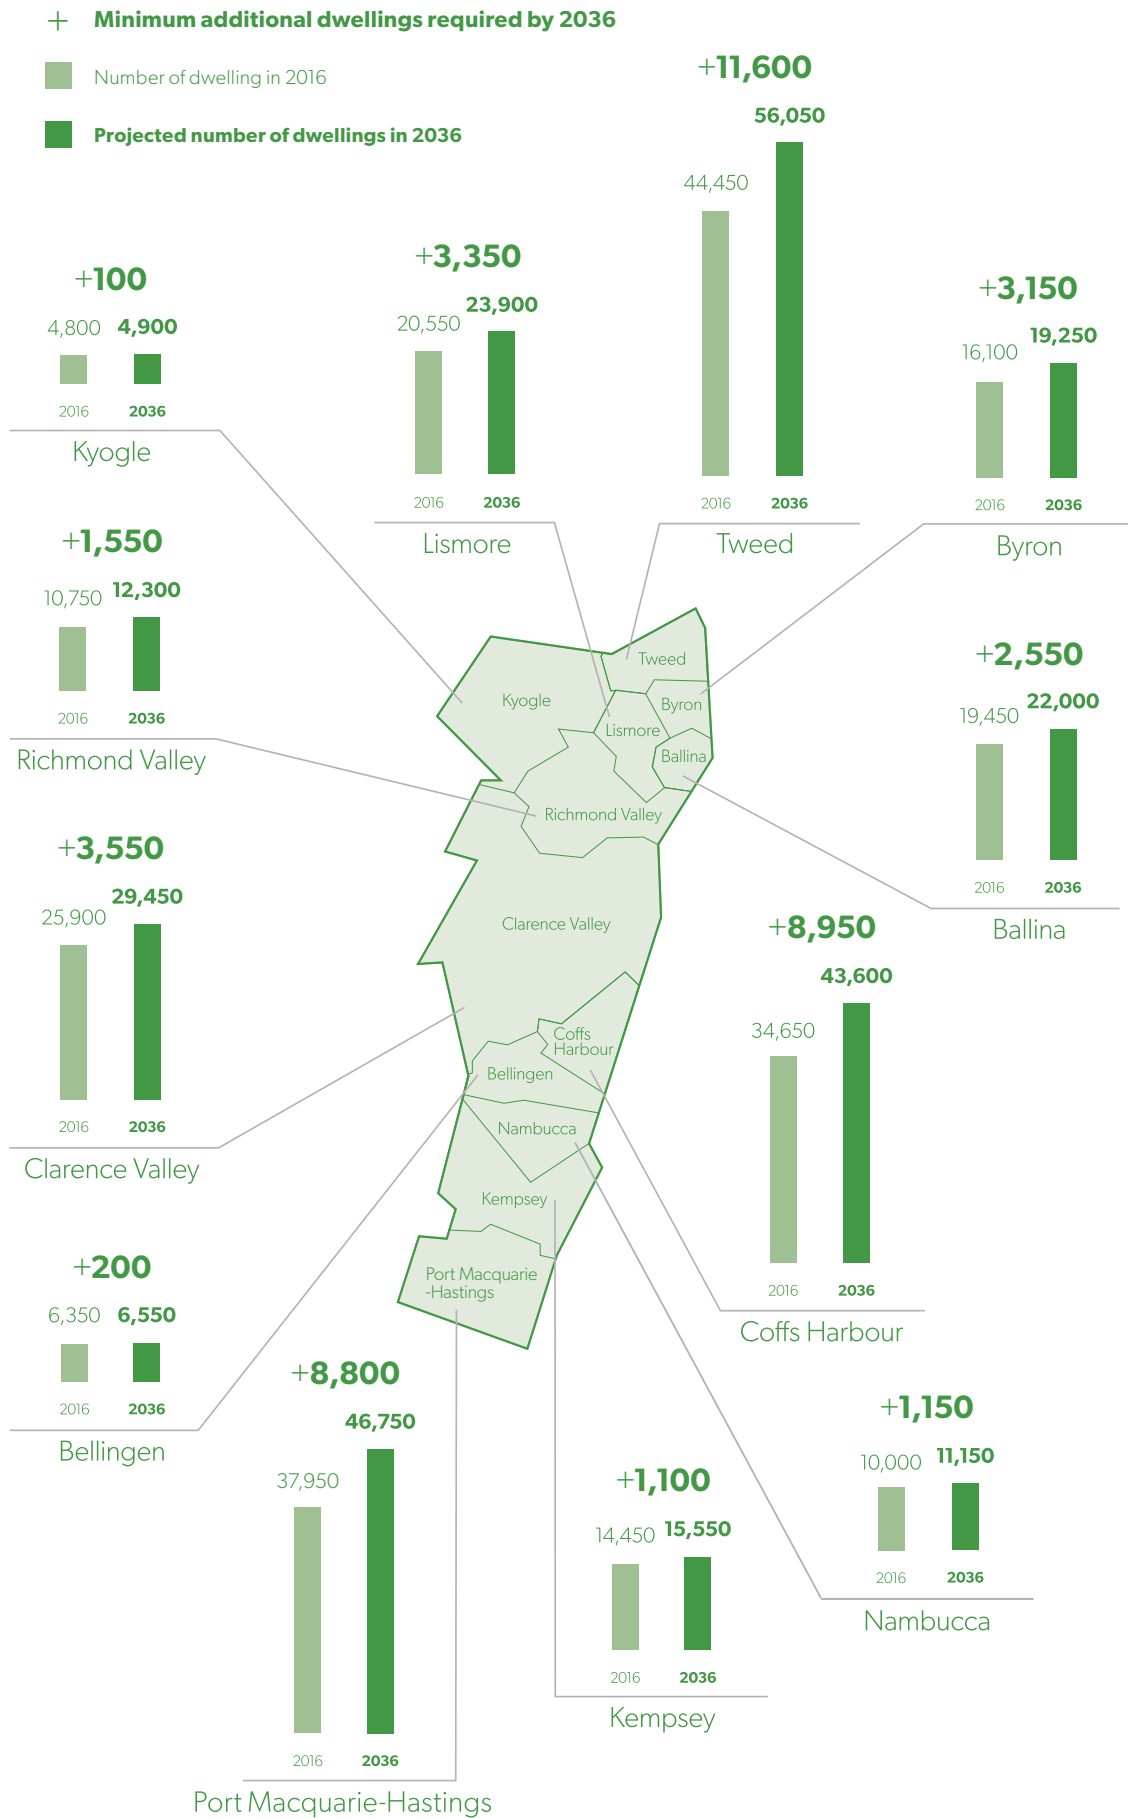 + Minimum additional dwellings required by 2036
Number of dwelling in 2016
Projected number of dwellings in 2036
+11,600
56,050
44,450
2016 2036
Tweed
+100
4,800 4,900
2016 2036
Kyogle
+3,350
23,900
20,550
2016 2036
Lismore
+3,150
19,250
16,100
2016 2036
Byron
+1,550
12,300
10,750
2016 2036
Richmond Valley
+2,550
22,000
19,450
2016 2036
Ballina
Tweed
Kyogle
Byron
Lismore
Ballina
Richmond Valley
Clarence Valley
Coffs
Harbour
Bellingen
Nambucca
Kempsey
Port Macquarie
-Hastings
+3,550
29,450
25,900
2016 2036
Clarence Valley
+8,950
43,600
34,650
2016 2036
Coffs Harbour
+200
6,350 6,550
2016 2036
Bellingen
+8,800
46,750
37,950
2016 2036
Port Macquarie-Hastings
+1,100
14,450 15,550
2016 2036
Kempsey
+1,150
10,000 11,150
2016 2036
Nambucca